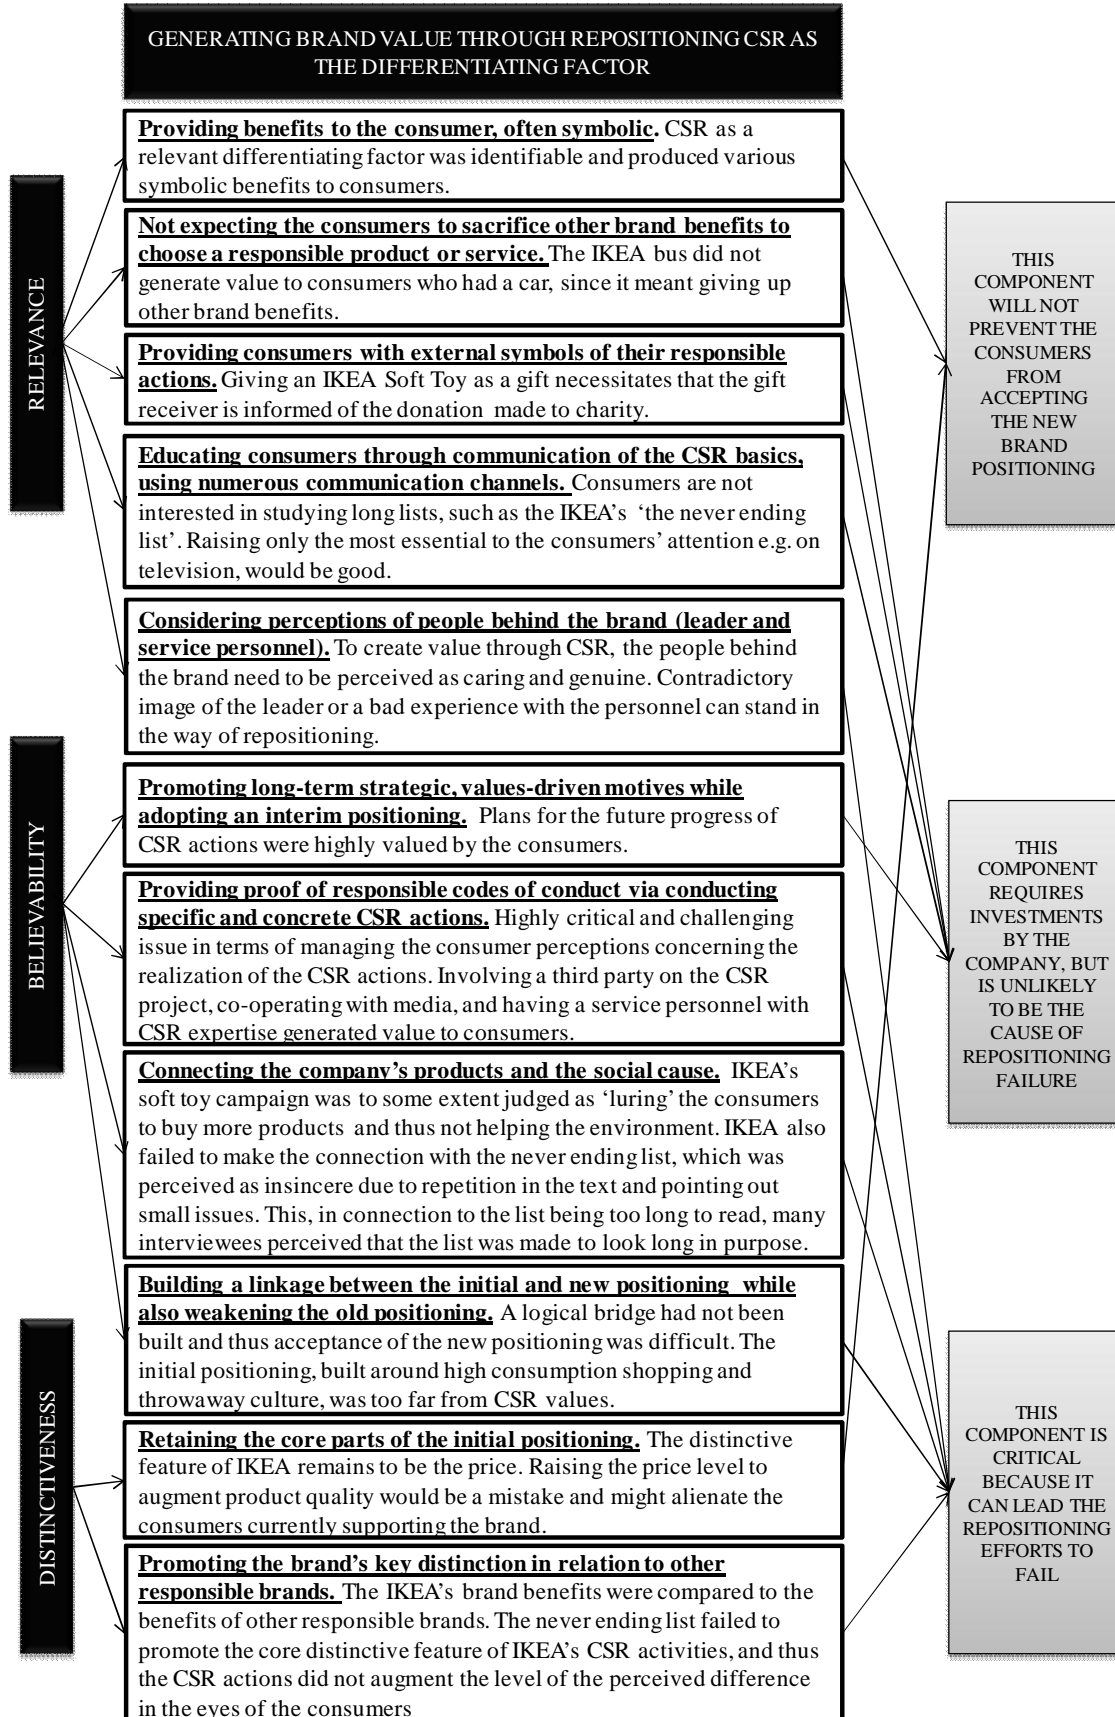 GENERATING BRAND VALUE THROUGH REPOSITIONING CSR AS
THE DIFFERENTIATING FACTOR
RELEVANCE
Providing benefits to the consumer, often symbolic. CSR as a
relevant differentiating factor was identifiable and produced various
symbolic benefits to consumers.
Not expecting the consumers to sacrifice other brand benefits to
choose a responsible product or service. The IKEA bus did not
generate value to consumers who had a car, since it meant giving up
other brand benefits.
Providing consumers with external symbols of their responsible
actions. Giving an IKEA Soft Toy as a gift necessitates that the gift
receiver is informed of the donation made to charity.
Educating consumers through communication of the CSR basics,
using numerous communication channels. Consumers are not
interested in studying long lists, such as the IKEA's ‘the never ending
list’. Raising only the most essential to the consumers’ attention e.g. on
television, would be good.
Considering perceptions of people behind the brand (leader and
service personnel). To create value through CSR, the people behind
the brand need to be perceived as caring and genuine. Contradictory
image of the leader or a bad experience with the personnel can stand in
the way of repositioning.
BELIEVABILITY
Promoting long-term strategic, values-driven motives while
adopting an interim positioning. Plans for the future progress of
CSR actions were highly valued by the consumers.
Providing proof of responsible codes of conduct via conducting
specific and concrete CSR actions. Highly critical and challenging
issue in terms of managing the consumer perceptions concerning the
realization of the CSR actions. Involving a third party on the CSR
project, co-operating with media, and having a service personnel with
CSR expertise generated value to consumers.
Connecting the company’s products and the social cause. IKEA’s
soft toy campaign was to some extent judged as ‘luring’ the consumers
to buy more products and thus not helping the environment. IKEA also
failed to make the connection with the never ending list, which was
perceived as insincere due to repetition in the text and pointing out
small issues. This, in connection to the list being too long to read, many
interviewees perceived that the list was made to look long in purpose.
Building a linkage between the initial and new positioning while
also weakening the old positioning. A logical bridge had not been
built and thus acceptance of the new positioning was difficult. The
initial positioning, built around high consumption shopping and
throwaway culture, was too far from CSR values.
DISTINCTIVENESS
Retaining the core parts of the initial positioning. The distinctive
feature of IKEA remains to be the price. Raising the price level to
augment product quality would be a mistake and might alienate the
consumers currently supporting the brand.
Promoting the brand’s key distinction in relation to other
responsible brands. The IKEA’s brand benefits were compared to the
benefits of other responsible brands. The never ending list failed to
promote the core distinctive feature of IKEA’s CSR activities, and thus
the CSR actions did not augment the level of the perceived difference
in the eyes of the consumers
THIS
COMPONENT
WILL NOT
PREVENT THE
CONSUMERS
FROM
ACCEPTING
THE NEW
BRAND
POSITIONING
THIS
COMPONENT
REQUIRES
INVESTMENTS
BY THE
COMPANY, BUT
IS UNLIKELY
TO BE THE
CAUSE OF
REPOSITIONING
FAILURE
THIS
COMPONENT IS
CRITICAL
BECAUSE IT
CAN LEAD THE
REPOSITIONING
EFFORTS TO
FAIL